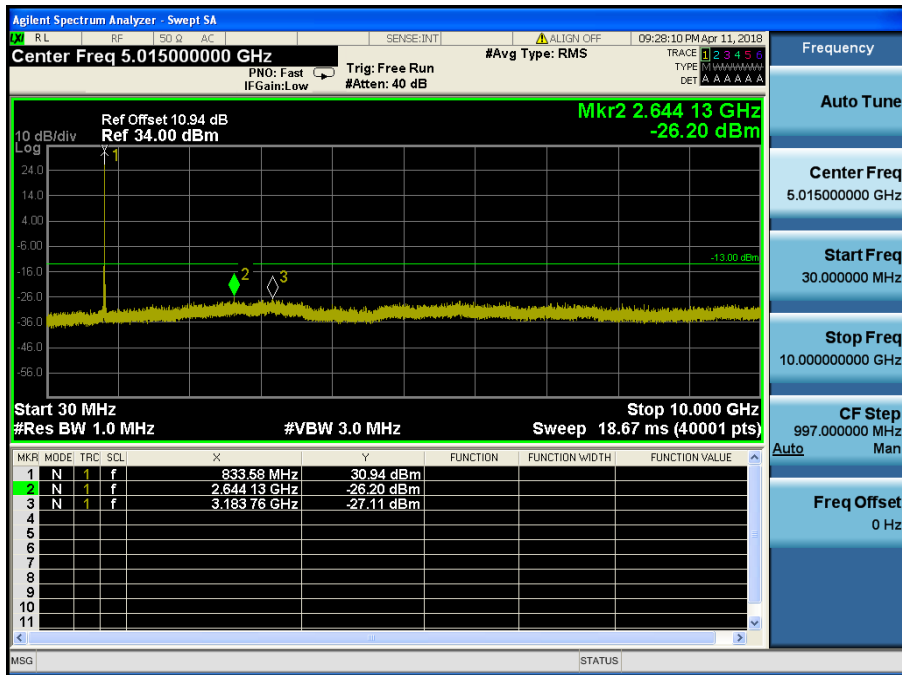 Agilent Spectrum Analyzer - Swept SA
LXI RL RF 50 Ω AC SENSE:INT ALIGN OFF 09:28:10 PM Apr 11, 2018
Center Freq 5.015000000 GHz #Avg Type: RMS TRACE 1 2 3 4 5 6
PNO: Fast Trig: Free Run TYPE M WWWWW
IFGain:Low #Atten: 40 dB DET A A A A A A
Mkr2 2.644 13 GHz
-26.20 dBm
Ref Offset 10.94 dB
10 dB/div Ref 34.00 dBm
Log
1
24.0
14.0
4.00
-6.00
-13.00 dBm
-16.0
2
3
-26.0
-36.0
-46.0
-56.0
Start 30 MHz Stop 10.000 GHz
#Res BW 1.0 MHz #VBW 3.0 MHz Sweep 18.67 ms (40001 pts)
MKR MODE TRC SCL X Y FUNCTION FUNCTION WIDTH FUNCTION VALUE
1 N 1 f 833.58 MHz 30.94 dBm
2 N 1 f 2.644 13 GHz -26.20 dBm
3 N 1 f 3.183 76 GHz -27.11 dBm
4
5
6
7
8
9
10
11
MSG STATUS
Frequency
Auto Tune
Center Freq
5.015000000 GHz
Start Freq
30.000000 MHz
Stop Freq
10.000000000 GHz
CF Step
997.000000 MHz
Auto Man
Freq Offset
0 Hz